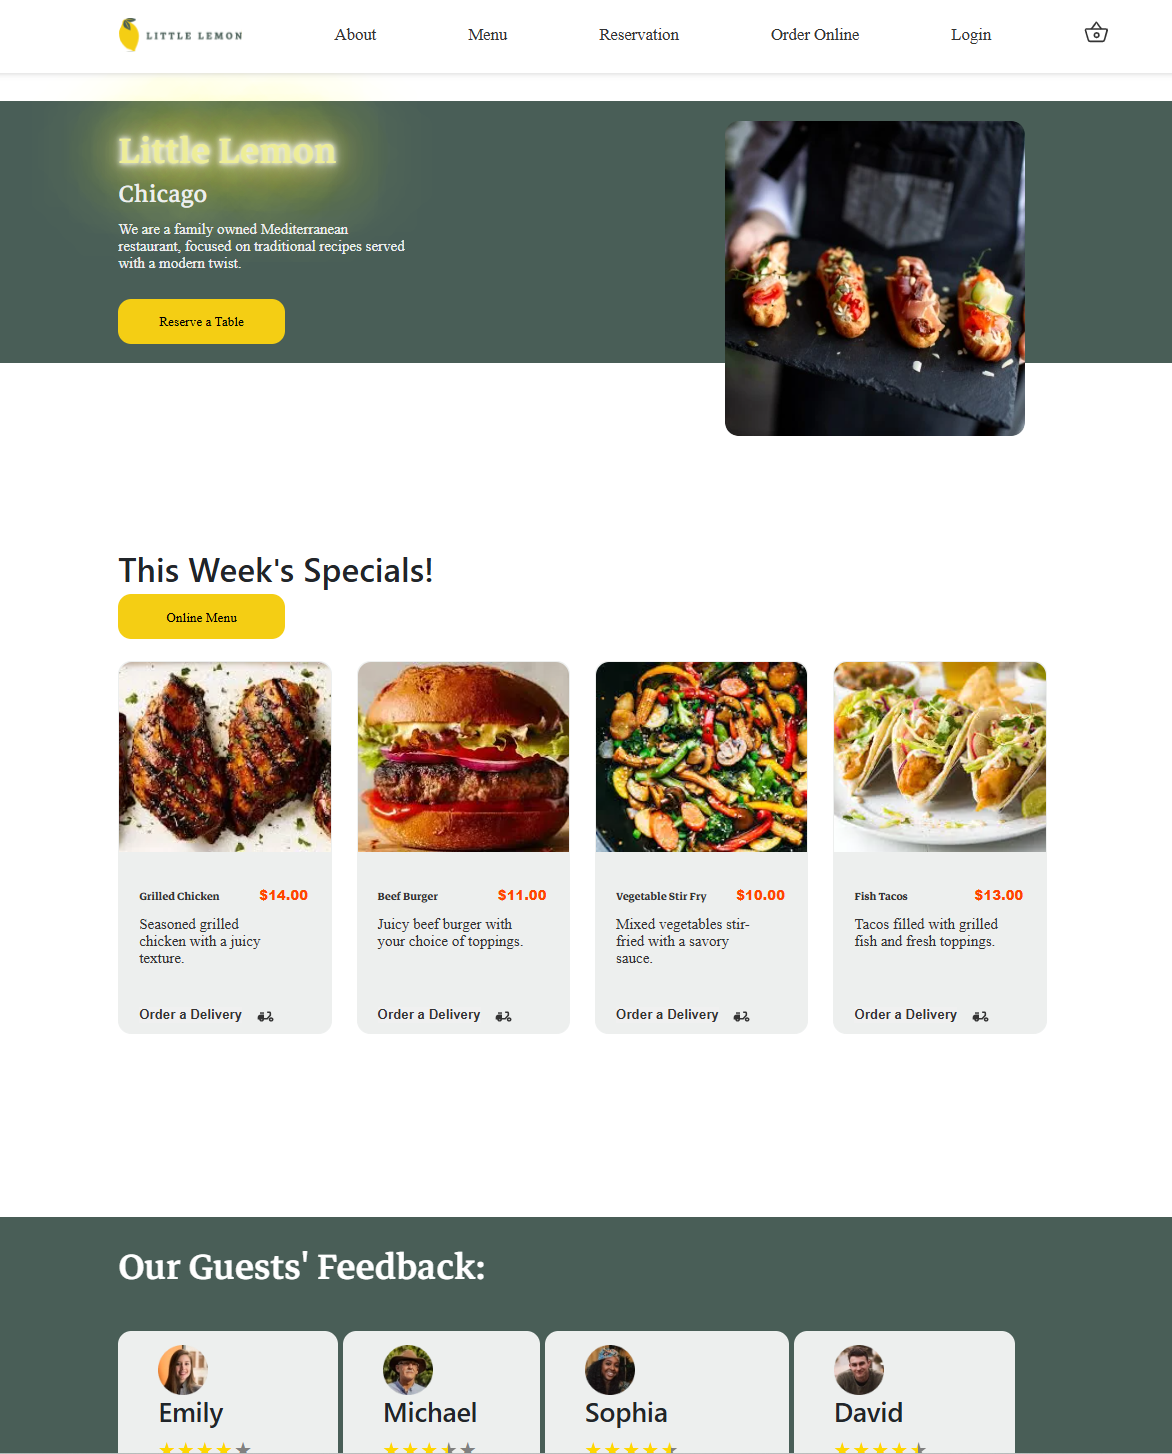 LITTLE LEMON
About
Menu
Reservation
Order Online
Login
Little Lemon
Chicago
We are a family owned Mediterranean
restaurant, focused on traditional recipes served
with a modern twist.
Reserve a Table
This Week's Specials!
Online Menu
Grilled Chicken
$14.00
Seasoned grilled
chicken with a juicy
texture.
Order a Delivery
Beef Burger
$11.00
Juicy beef burger with
your choice of toppings.
Order a Delivery
Vegetable Stir Fry
$10.00
Mixed vegetables stir-
fried with a savory
sauce.
Order a Delivery
Fish Tacos
$13.00
Tacos filled with grilled
fish and fresh toppings.
Order a Delivery
Our Guests' Feedback:
Emily
Michael
Sophia
David